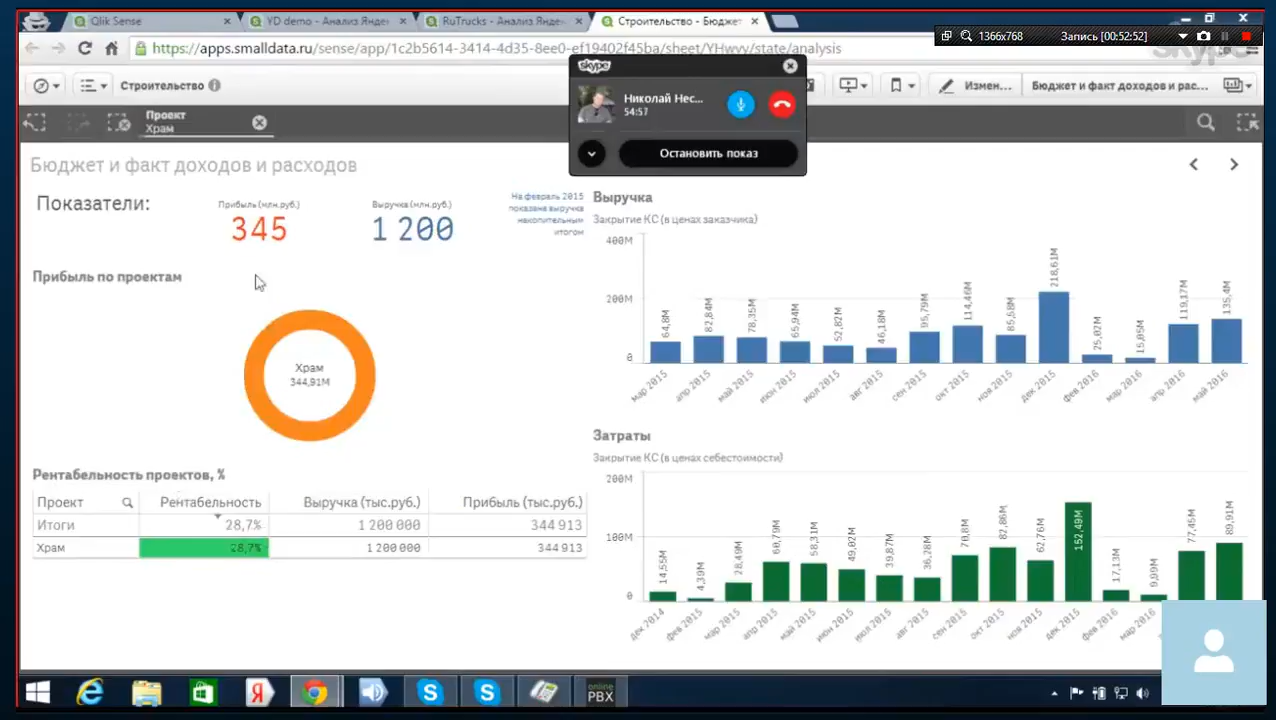 Qlik Sense
YD demo - Анализ Яндек
RuTrucks - Анализ Яндек
Строительство - Бюджет
https://apps.smalldata.ru/sense/app/1c2b5614-3414-4d35-8ee0-ef19402f45ba/sheet/YHwvy/state/analysis
1366x768
Запись [00:52:52]
skype
Николай Нес...
54:57
Остановить показ
Строительство
Измен...
Бюджет и факт доходов и рас...
Проект
Храм
Бюджет и факт доходов и расходов
Показатели:
Прибыль (млн.руб.)
345
Выручка (млн.руб.)
1 200
На февраль 2015
показана выручка
накопительным
итогом
Прибыль по проектам
Храм
344,91M
Рентабельность проектов, %
Проект Рентабельность Выручка (тыс.руб.) Прибыль (тыс.руб.)
Итоги 28,7% 1 200 000 344 913
Храм 28,7% 1 200 000 344 913
Выручка
Закрытие КС (в ценах заказчика)
400M
200M
0
64,8M 82,84M 78,35M 65,94M 52,82M 46,18M 95,79M 114,46M 85,58M 218,61M 25,02M 15,05M 119,17M 135,4M
мар 2015 апр 2015 май 2015 июн 2015 июл 2015 авг 2015 сен 2015 окт 2015 ноя 2015 дек 2015 фев 2016 мар 2016 апр 2016 май 2016
Затраты
Закрытие КС (в ценах себестоимости)
200M
100M
0
14,55M 4,39M 28,49M 60,79M 58,31M 49,02M 39,87M 36,28M 70,8M 82,86M 62,76M 152,49M 17,13M 9,99M 77,45M 89,91M
дек 2014 фев 2015 мар 2015 апр 2015 май 2015 июн 2015 июл 2015 авг 2015 сен 2015 окт 2015 ноя 2015 дек 2015 фев 2016 мар 2016
online
PBX